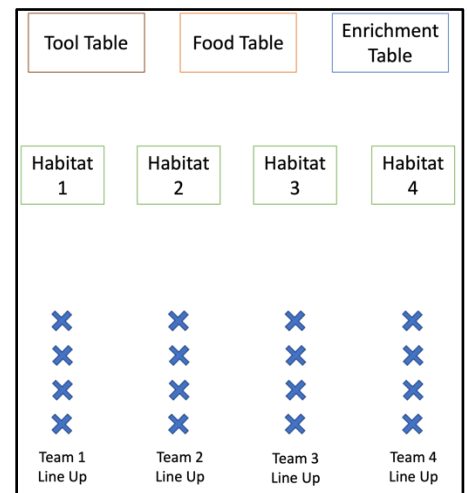 Tool Table
Food Table
Enrichment
Table
Habitat
1
Habitat
2
Habitat
3
Habitat
4
Team 1
Line Up
Team 2
Line Up
Team 3
Line Up
Team 4
Line Up